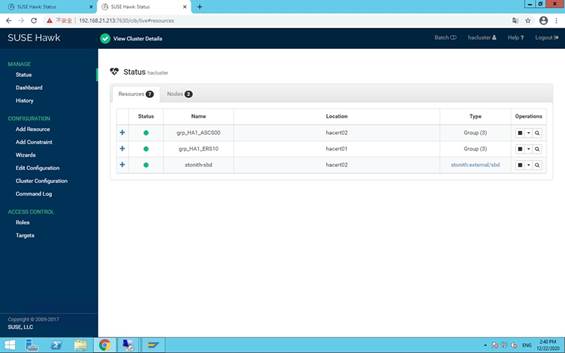 SUSE Hawk: Status
SUSE Hawk: Status
不安全 192.168.21.213:7630/cib/live#resources
SUSE Hawk
View Cluster Details
Batch
hacluster
Help ?
Logout
MANAGE
Status
Dashboard
History
CONFIGURATION
Add Resource
Add Constraint
Wizards
Edit Configuration
Cluster Configuration
Command Log
ACCESS CONTROL
Roles
Targets
Copyright © 2009-2017
SUSE, LLC
Status hacluster
Resources 7 Nodes 2
Status Name Location Type Operations
grp_HA1_ASCS00 hacert02 Group (3)
grp_HA1_ERS10 hacert01 Group (3)
stonith-sbd hacert02 stonith:external/sbd
ENG
2:40 PM
12/22/2020